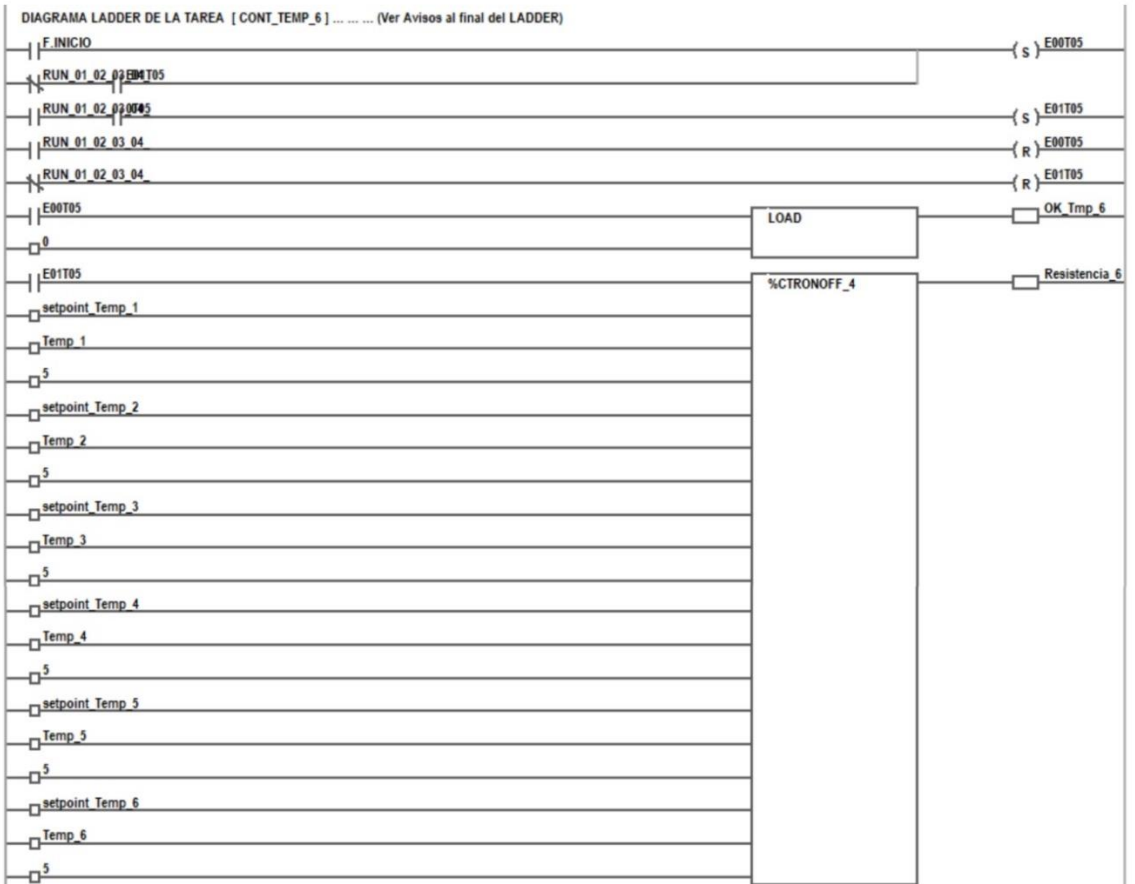 DIAGRAMA LADDER DE LA TAREA [ CONT_TEMP_6 ] ... ... ... (Ver Avisos al final del LADDER)
F.INICIO
S
E00T05
RUN_01_02_03_04_
RUN_01_02_03_04_
S
E01T05
RUN_01_02_03_04_
R
E00T05
RUN_01_02_03_04_
R
E01T05
E00T05
LOAD
OK_Tmp_6
0
E01T05
%CTRONOFF_4
Resistencia_6
setpoint_Temp_1
Temp_1
5
setpoint_Temp_2
Temp_2
5
setpoint_Temp_3
Temp_3
5
setpoint_Temp_4
Temp_4
5
setpoint_Temp_5
Temp_5
5
setpoint_Temp_6
Temp_6
5